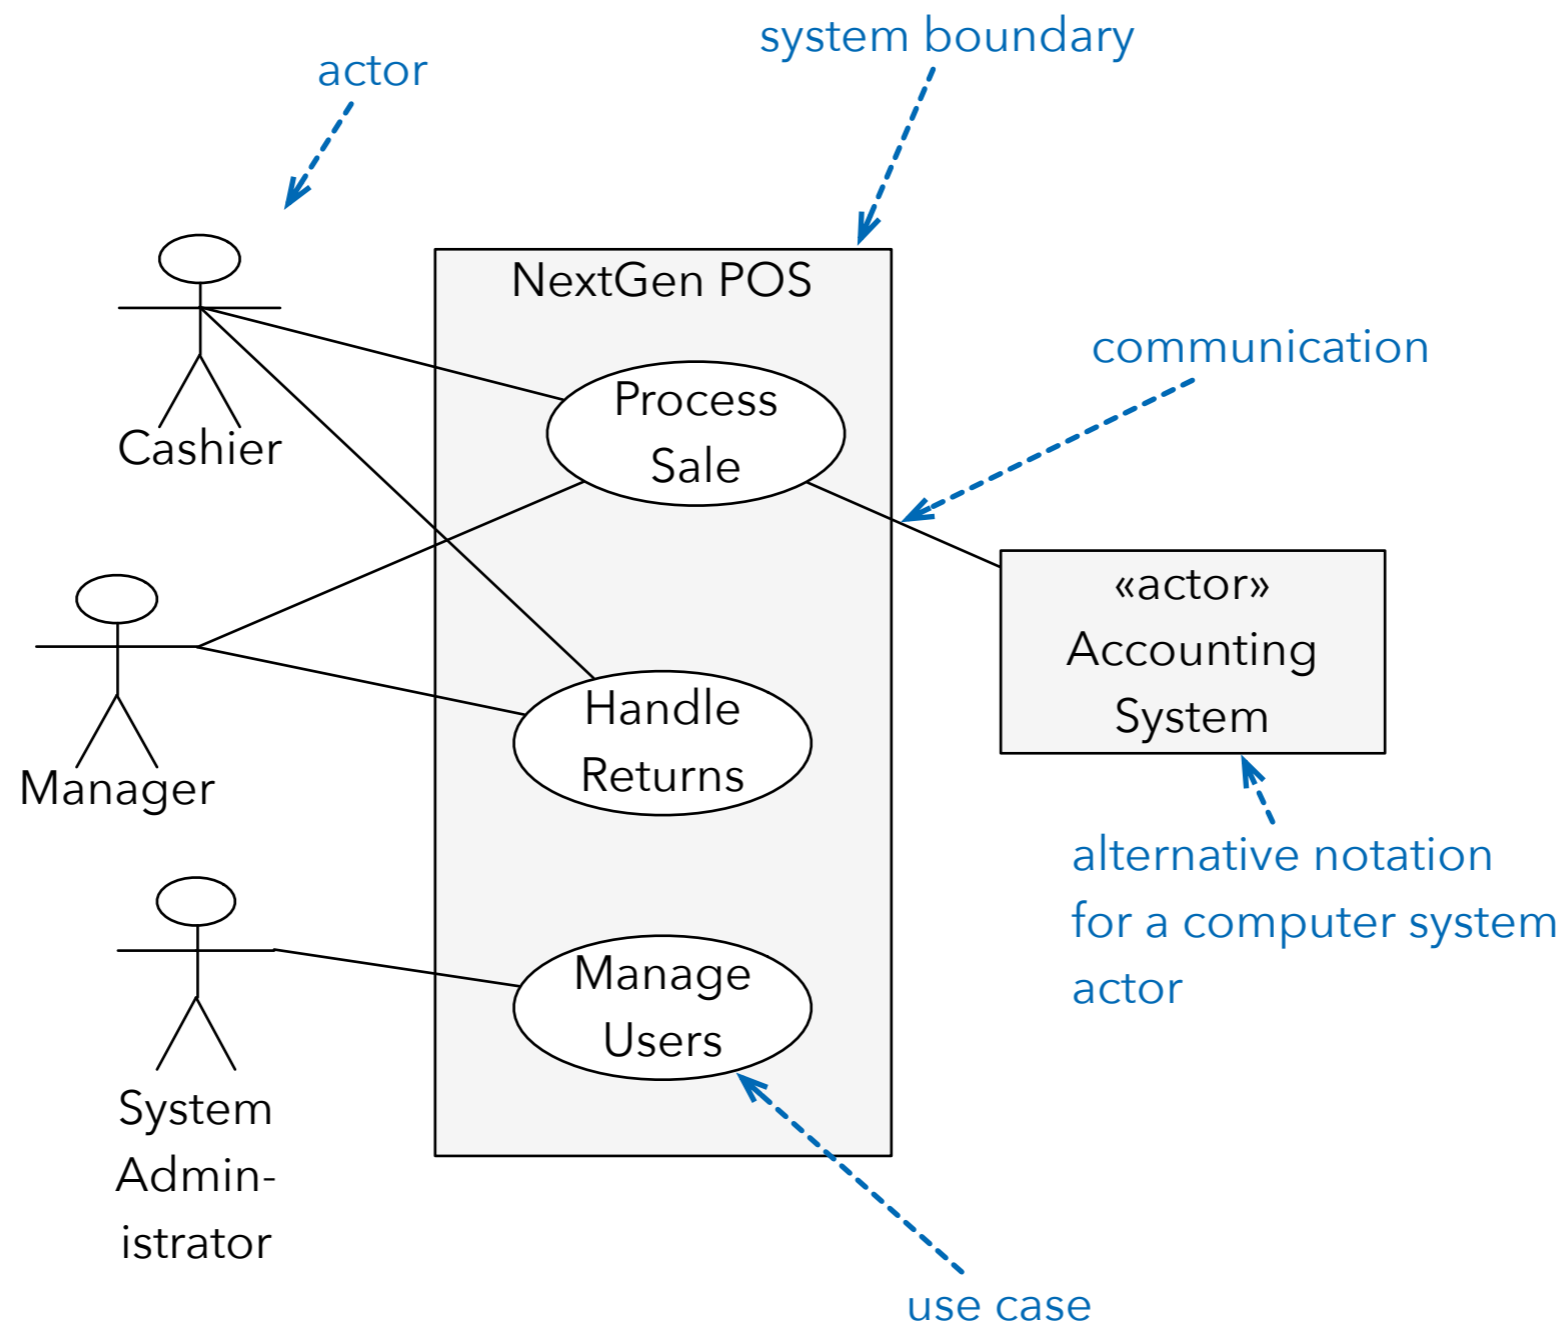 system boundary
actor
NextGen POS
communication
Process
Sale
Cashier
«actor»
Accounting
System
Handle
Returns
Manager
alternative notation
for a computer system
actor
Manage
Users
System
Admin-
istrator
use case